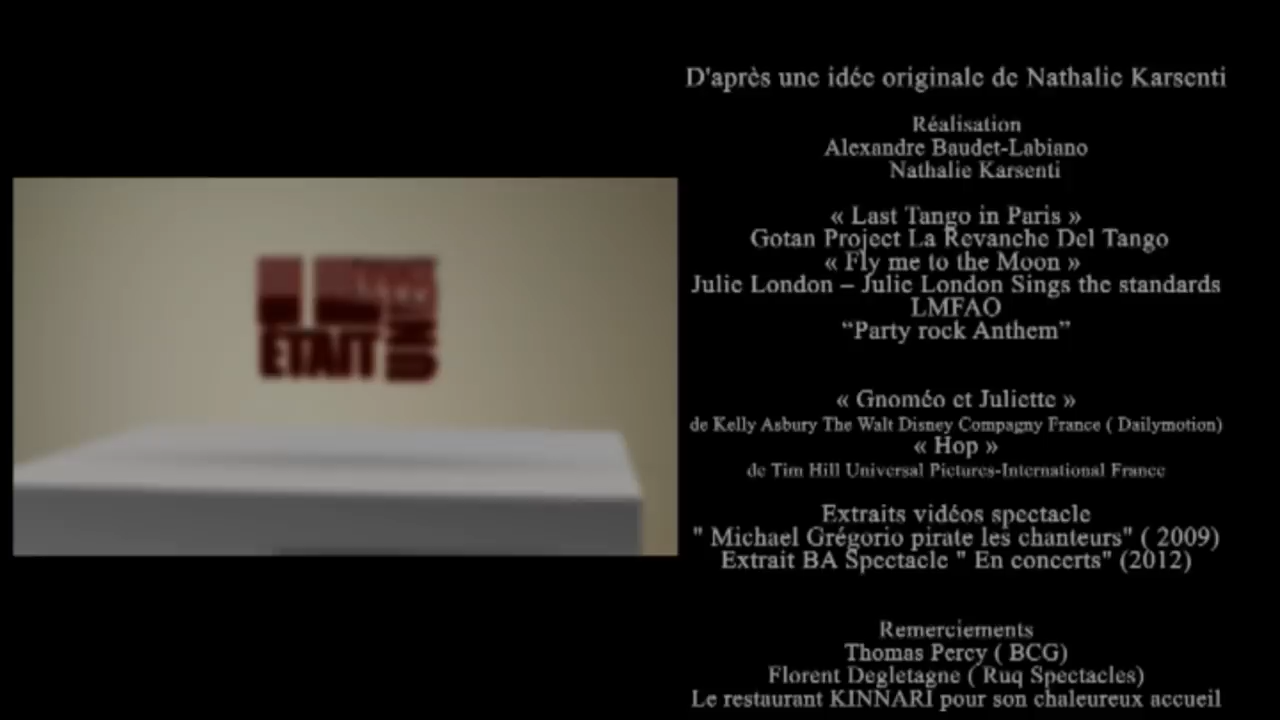 ÉTAIT
D'après une idée originale de Nathalie Karsenti
Réalisation
Alexandre Baudet-Labiano
Nathalie Karsenti
« Last Tango in Paris »
Gotan Project La Revanche Del Tango
« Fly me to the Moon »
Julie London – Julie London Sings the standards
LMFAO
“Party rock Anthem”
« Gnoméo et Juliette »
de Kelly Asbury The Walt Disney Compagny France ( Dailymotion)
« Hop »
de Tim Hill Universal Pictures-International France
Extraits vidéos spectacle
" Michael Grégorio pirate les chanteurs" ( 2009)
Extrait BA Spectacle " En concerts" (2012)
Remerciements
Thomas Percy ( BCG)
Florent Degletagne ( Ruq Spectacles)
Le restaurant KINNARI pour son chaleureux accueil